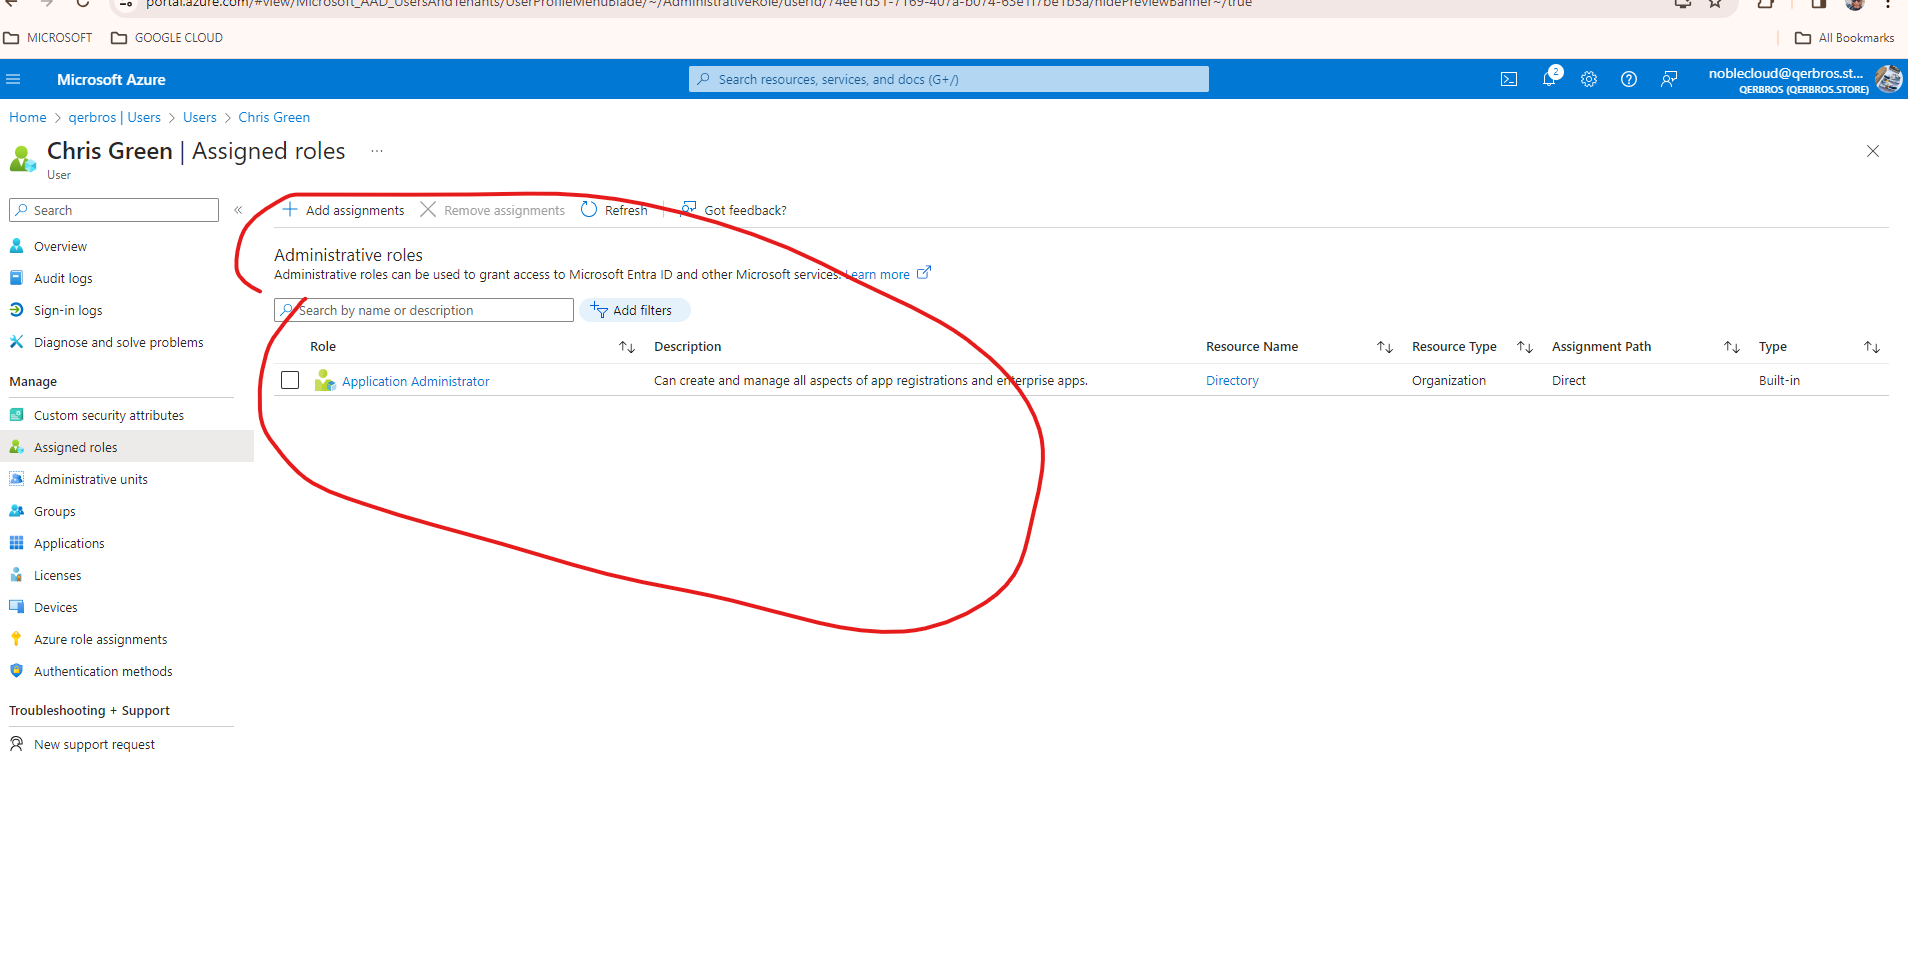 portal.azure.com/#view/Microsoft_AAD_UsersAndTenants/UserProfileMenuBlade/~/AdministrativeRole/userId/74ee1d31-7169-407a-b074-63e1f7be1b5a/hidePreviewBanner~/true
MICROSOFT GOOGLE CLOUD All Bookmarks
Microsoft Azure Search resources, services, and docs (G+/) 2 noblecloud@qerbros.st...
QERBROS (QERBROS.STORE)
Home > qerbros | Users > Users > Chris Green
Chris Green | Assigned roles ...
User
Search « Add assignments Remove assignments Refresh Got feedback?
Overview
Audit logs
Sign-in logs
Diagnose and solve problems
Manage
Custom security attributes
Assigned roles
Administrative units
Groups
Applications
Licenses
Devices
Azure role assignments
Authentication methods
Troubleshooting + Support
New support request
Administrative roles
Administrative roles can be used to grant access to Microsoft Entra ID and other Microsoft services. Learn more
Search by name or description Add filters
Role Description Resource Name Resource Type Assignment Path Type
Application Administrator Can create and manage all aspects of app registrations and enterprise apps. Directory Organization Direct Built-in